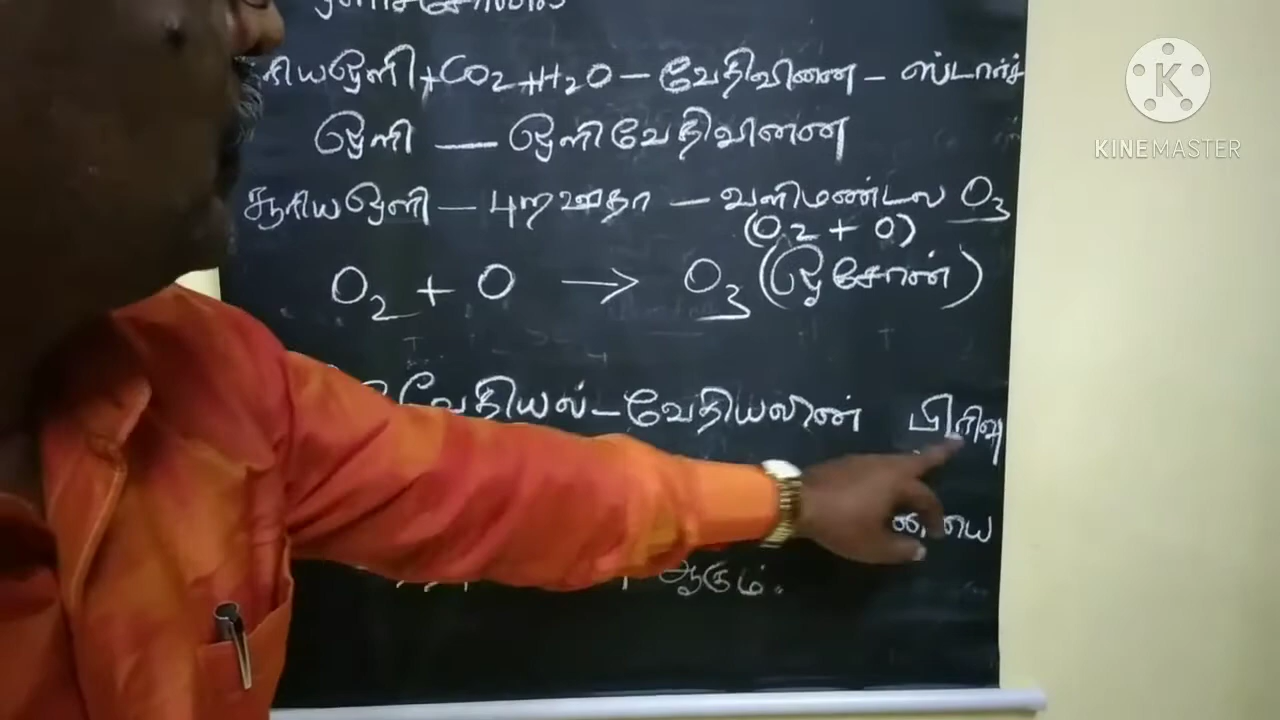 ஒளிச்சேர்க்கை
ரியஒளி+CO2+H2O – வேதிவினை – ஸ்டார்ச்
ஒளி — ஒளிவேதிவினை
சூரியஒளி – புறஊதா – வளிமண்டல O3
(O2 + O)
O2 + O → O3 (ஓசோன்)
வேதியல் – வேதியலின் பிரிவு
ஆகும்.
K
KINEMASTER